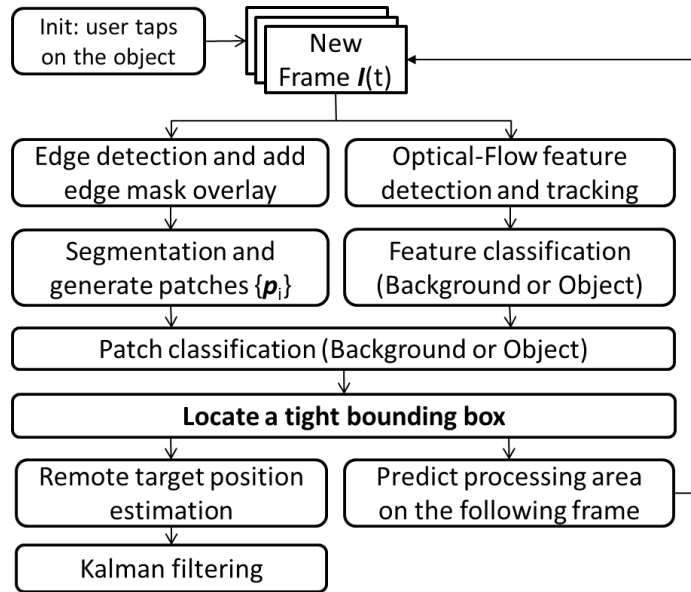 Init: user taps
on the object
New
Frame I(t)
Edge detection and add
edge mask overlay
Optical-Flow feature
detection and tracking
Segmentation and
generate patches {pi}
Feature classification
(Background or Object)
Patch classification (Background or Object)
Locate a tight bounding box
Remote target position
estimation
Predict processing area
on the following frame
Kalman filtering